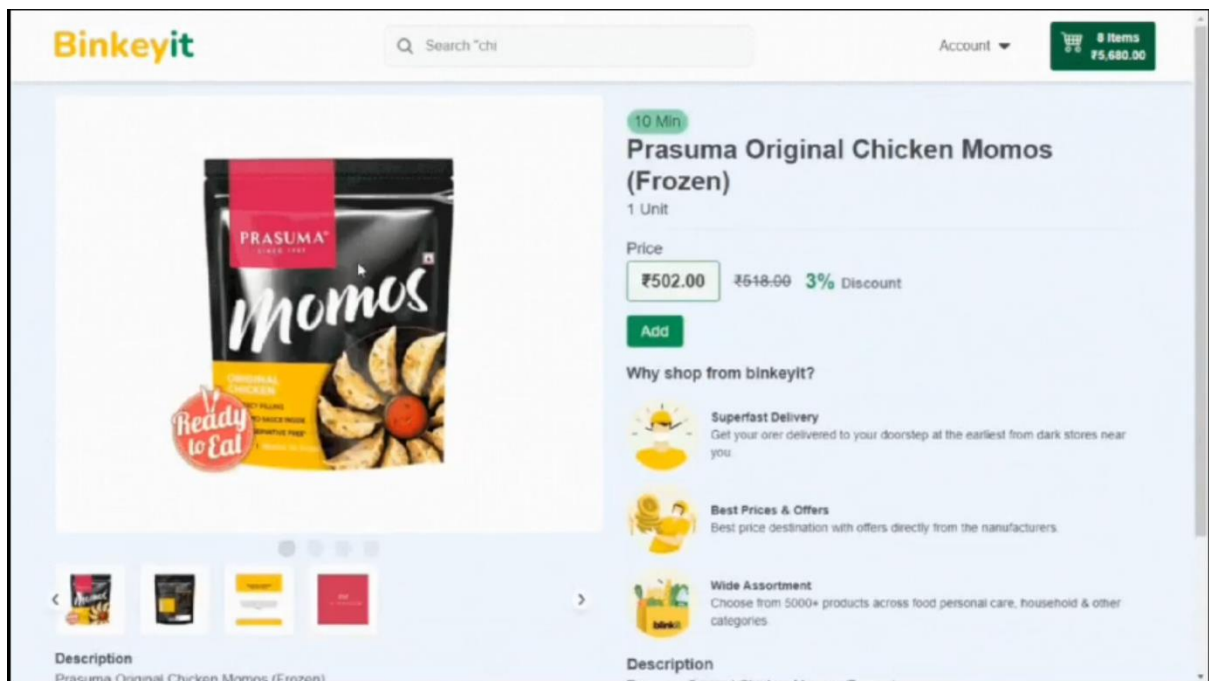 Binkeyit
Search "chi
Account
8 Items
₹5,680.00
PRASUMA
momos
ORIGINAL
CHICKEN
Ready
to Eat
10 Min
Prasuma Original Chicken Momos
(Frozen)
1 Unit
Price
₹502.00 ₹518.00 3% Discount
Add
Why shop from binkeyit?
Superfast Delivery
Get your orer delivered to your doorstep at the earliest from dark stores near
you.
Best Prices & Offers
Best price destination with offers directly from the nanufacturers.
Wide Assortment
Choose from 5000+ products across food personal care, household & other
categories.
blinkit
Momos
Description
Prasuma Original Chicken Momos (Frozen)
Description